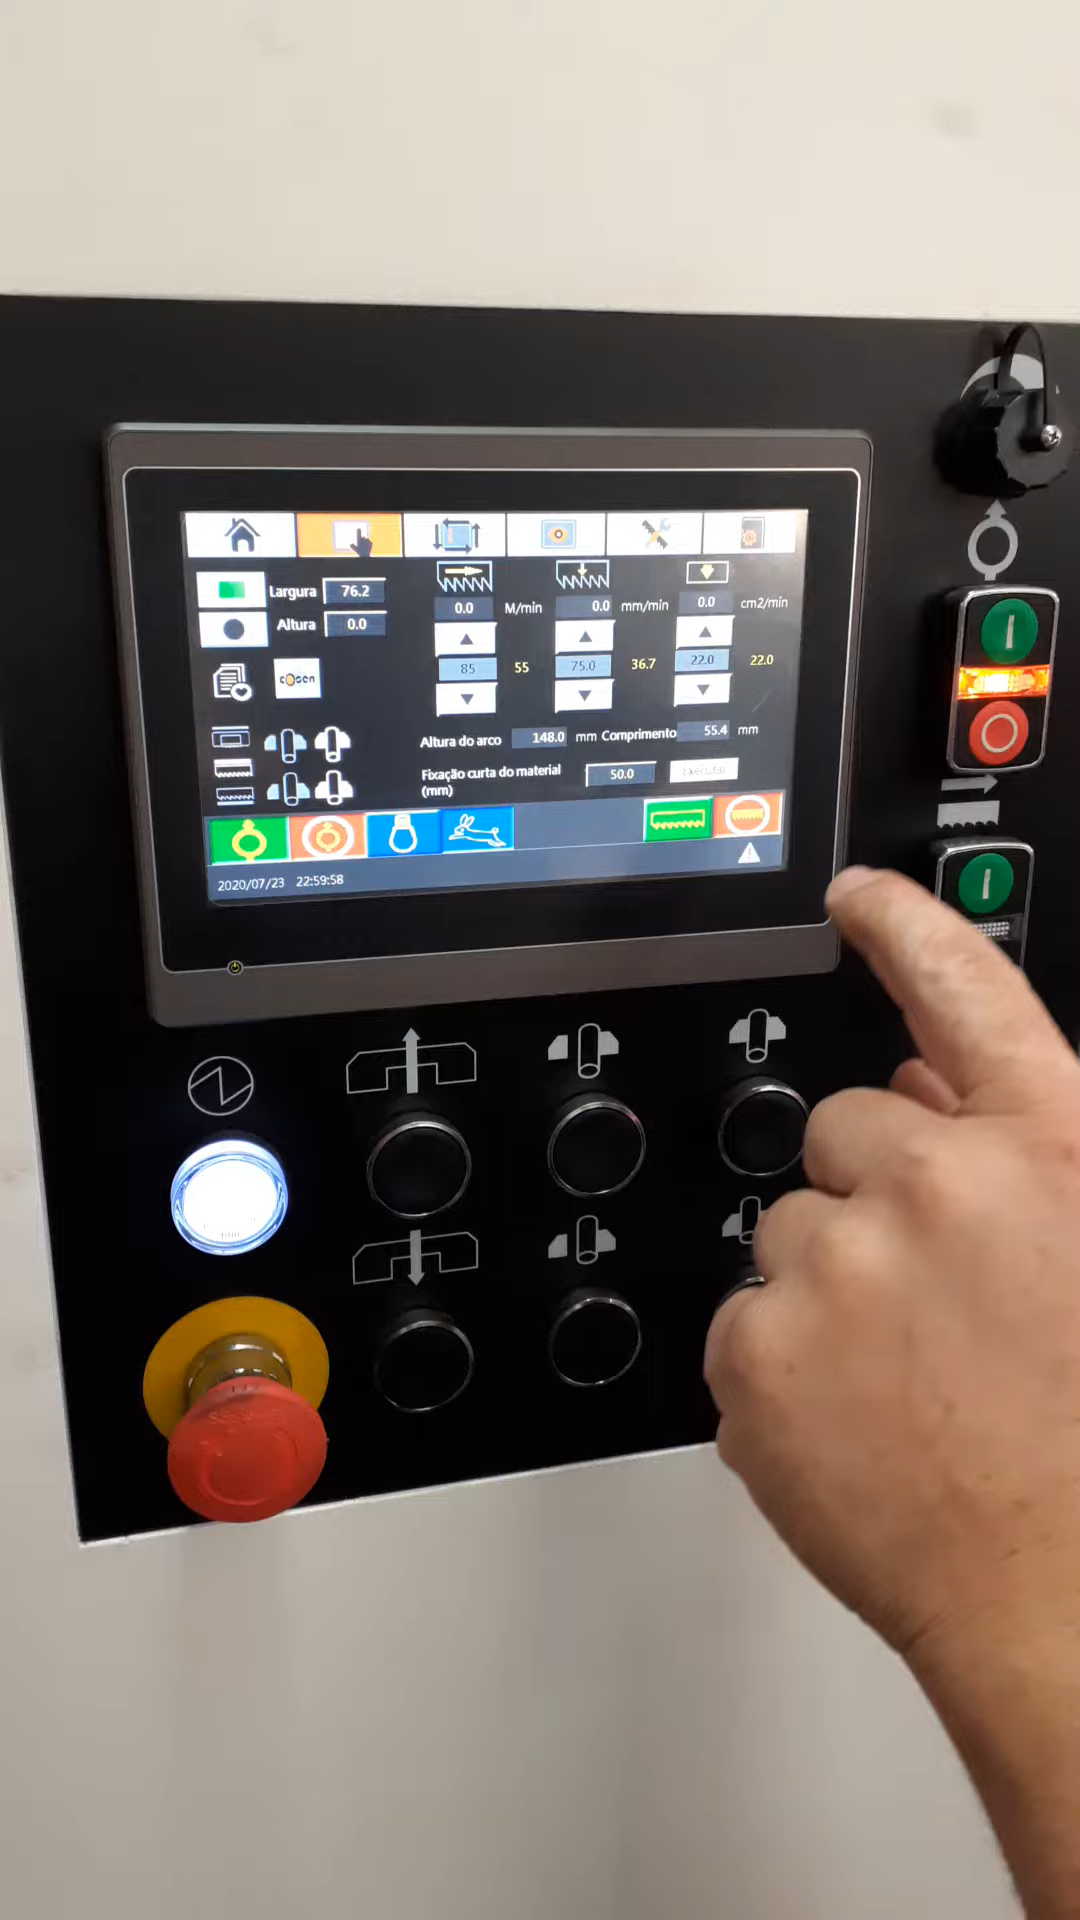 Largura 76.2
Altura 0.0
0.0 M/min 0.0 mm/min 0.0 cm2/min
85 55 75.0 36.7 22.0 22.0
cosen
Altura do arco 148.0 mm Comprimento 55.4 mm
Fixação curta do material 50.0 Executar
(mm)
2020/07/23 22:59:58